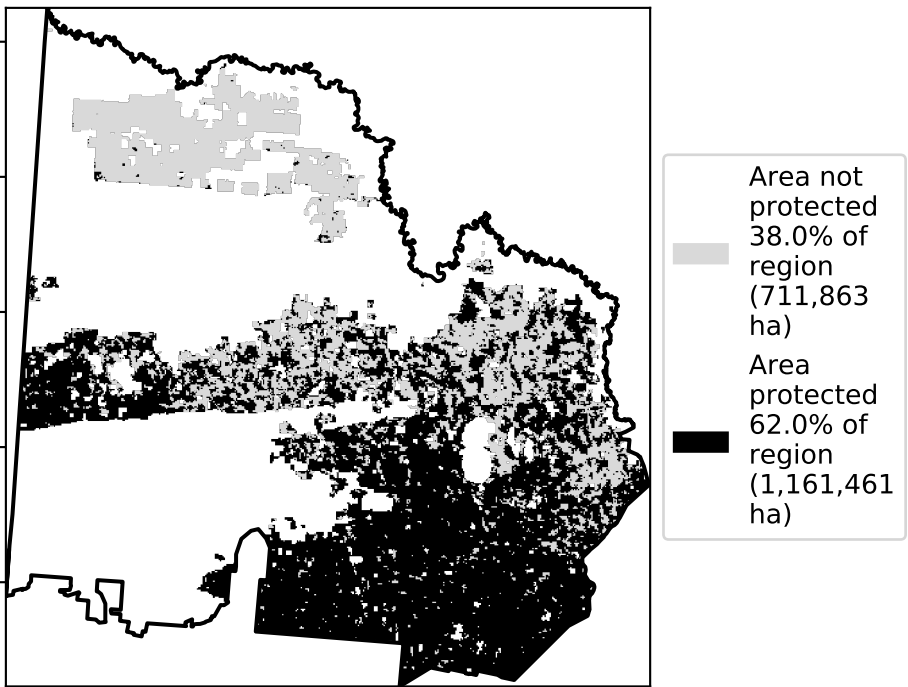 Area not
protected
38.0% of
region
(711,863
ha)
Area
protected
62.0% of
region
(1,161,461
ha)